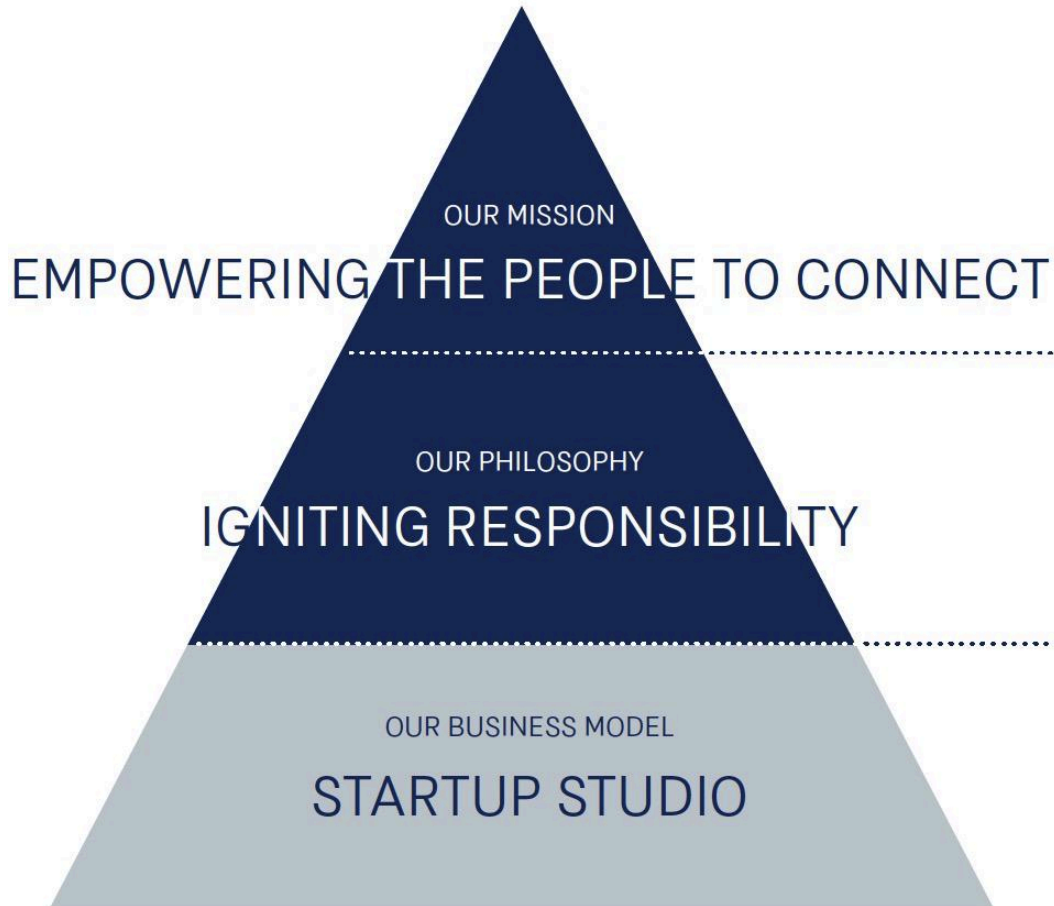 OUR MISSION
EMPOWERING THE PEOPLE TO CONNECT
OUR PHILOSOPHY
IGNITING RESPONSIBILITY
OUR BUSINESS MODEL
STARTUP STUDIO